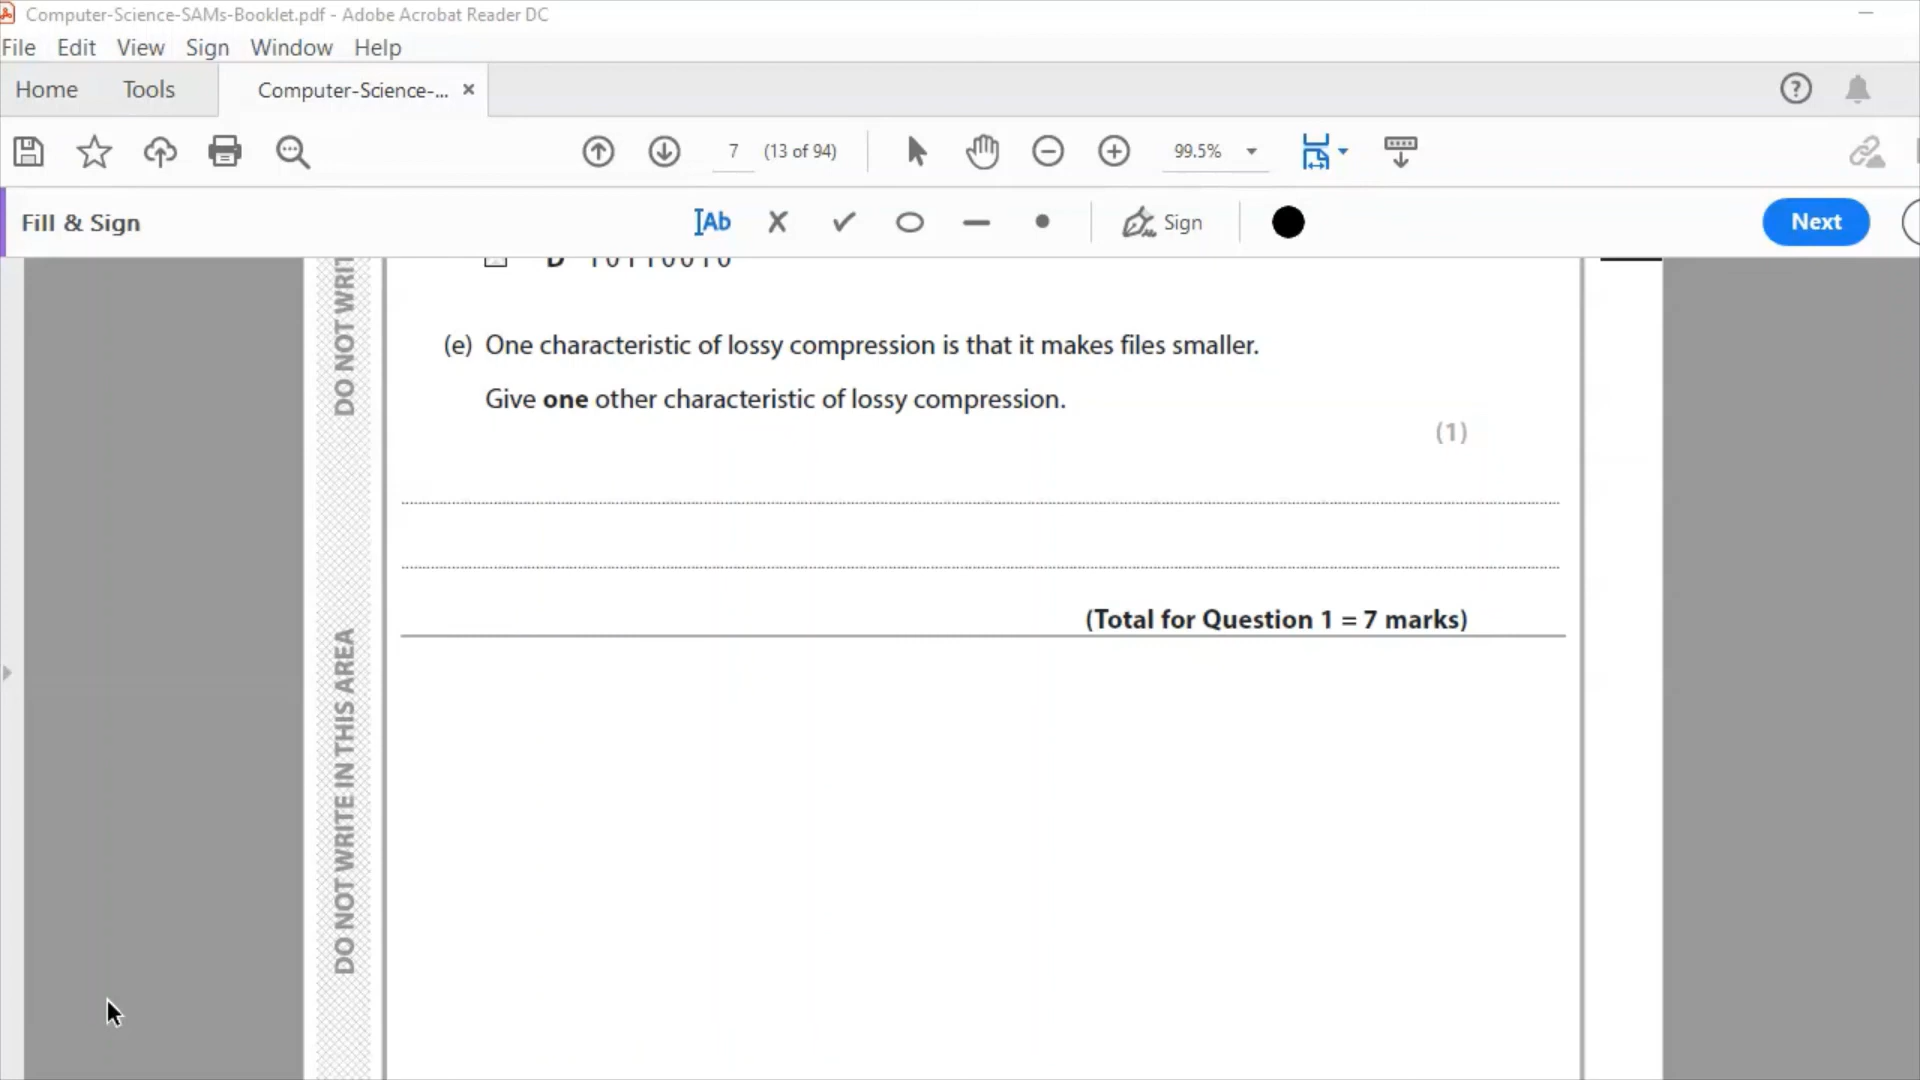 Computer-Science-SAMs-Booklet.pdf - Adobe Acrobat Reader DC
File Edit View Sign Window Help
Home Tools Computer-Science-... ×
7 (13 of 94) 99.5%
Fill & Sign Ab Sign Next
D 10110010
(e) One characteristic of lossy compression is that it makes files smaller.
Give one other characteristic of lossy compression.
(1)
(Total for Question 1 = 7 marks)
DO NOT WRIT
DO NOT WRITE IN THIS AREA